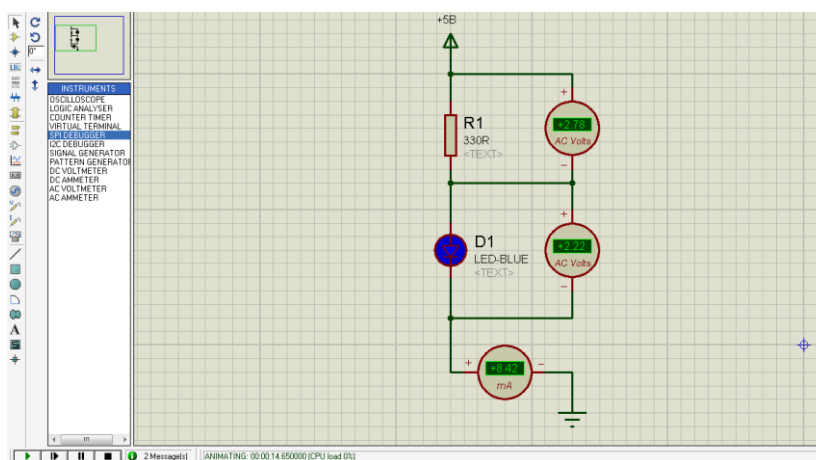 +5B
0°
LBL
INSTRUMENTS
OSCILLOSCOPE
LOGIC ANALYSER
COUNTER TIMER
VIRTUAL TERMINAL
SPI DEBUGGER
I2C DEBUGGER
SIGNAL GENERATOR
PATTERN GENERATOR
DC VOLTMETER
DC AMMETER
AC VOLTMETER
AC AMMETER
R1
330R
<TEXT>
+
+2.78
AC Volts
−
D1
LED-BLUE
<TEXT>
+
+2.22
AC Volts
−
+
+8.42
mA
−
A
S
m
2 Message(s)
ANIMATING: 00:00:14.650000 (CPU load 0%)